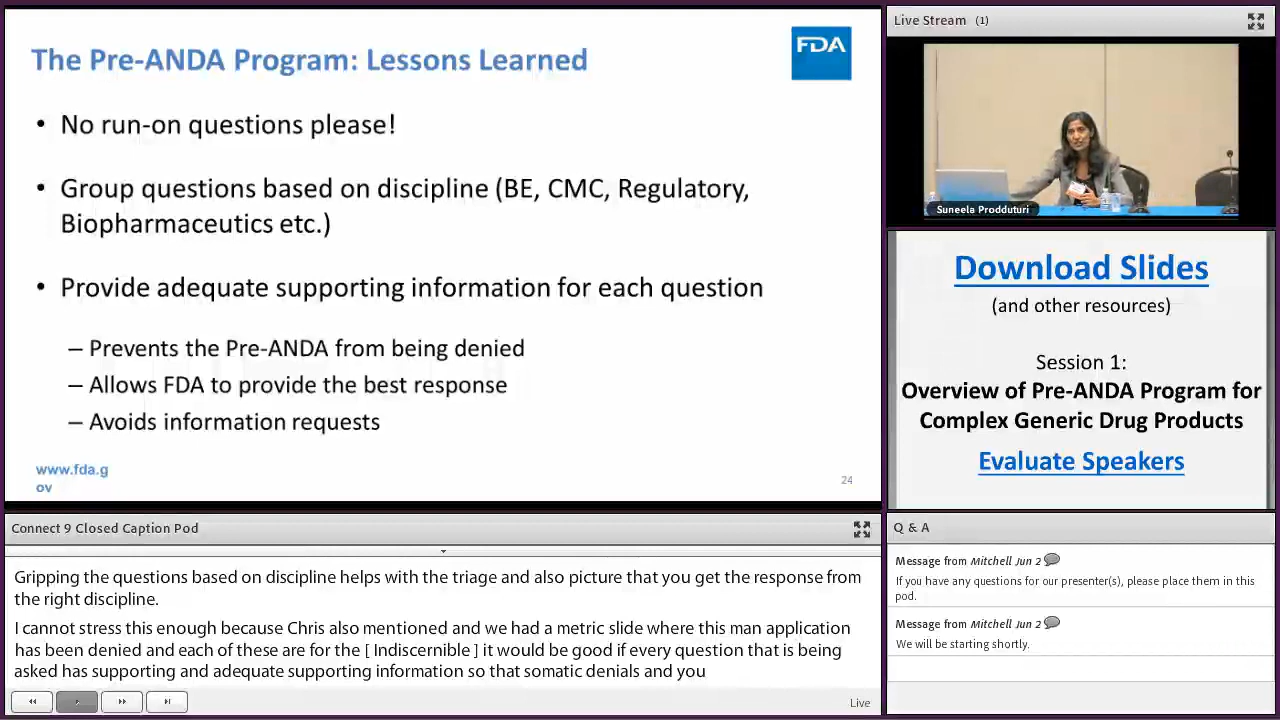 The Pre-ANDA Program: Lessons Learned
FDA
• No run-on questions please!
• Group questions based on discipline (BE, CMC, Regulatory,
Biopharmaceutics etc.)
• Provide adequate supporting information for each question
– Prevents the Pre-ANDA from being denied
– Allows FDA to provide the best response
– Avoids information requests
www.fda.g
ov
24
Connect 9 Closed Caption Pod
Gripping the questions based on discipline helps with the triage and also picture that you get the response from
the right discipline.
I cannot stress this enough because Chris also mentioned and we had a metric slide where this man application
has been denied and each of these are for the [ Indiscernible ] it would be good if every question that is being
asked has supporting and adequate supporting information so that somatic denials and you
Live
Live Stream (1)
Suneela Prodduturi
Download Slides
(and other resources)
Session 1:
Overview of Pre-ANDA Program for
Complex Generic Drug Products
Evaluate Speakers
Q & A
Message from Mitchell Jun 2
If you have any questions for our presenter(s), please place them in this
pod.
Message from Mitchell Jun 2
We will be starting shortly.